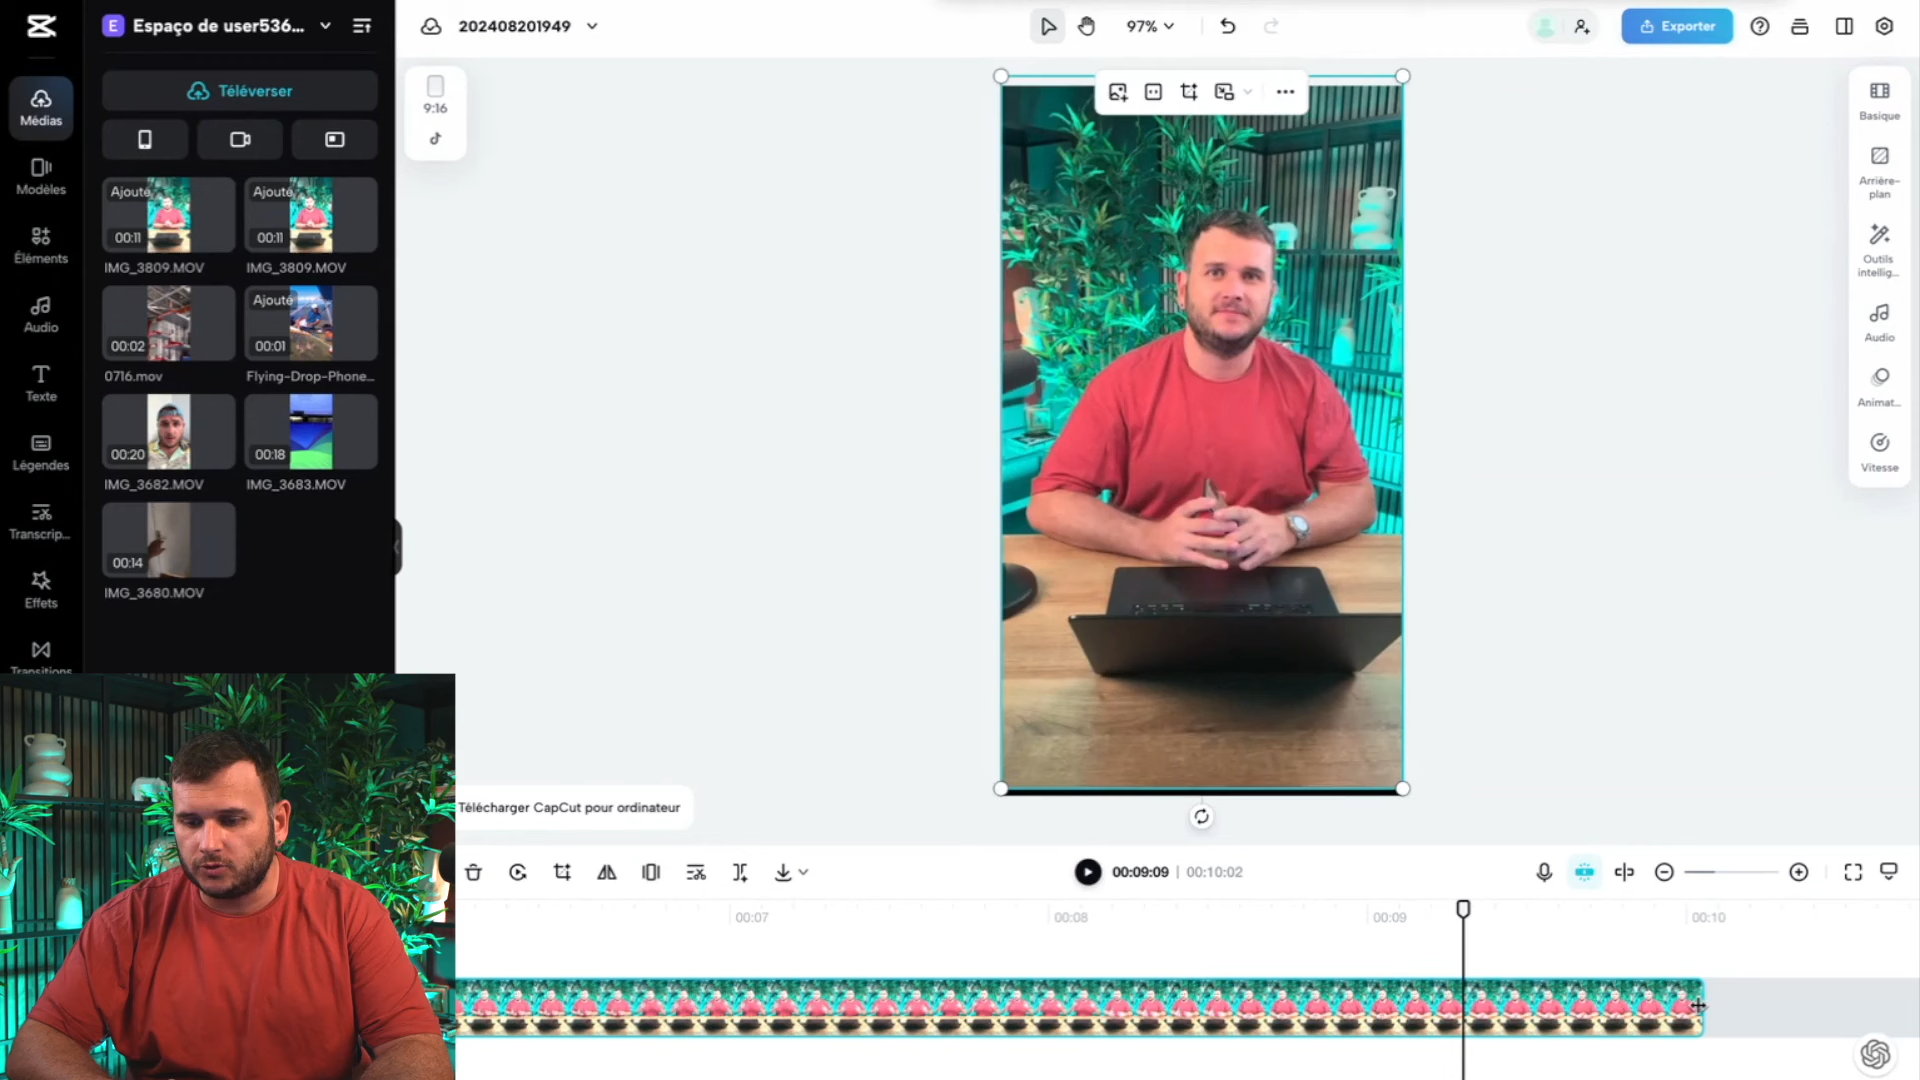 E Espaço de user536...
202408201949
97%
Exporter
Médias
Modèles
Éléments
Audio
Texte
Légendes
Transcrip...
Effets
Transitions
Téléverser
Ajouté
00:11
IMG_3809.MOV
Ajouté
00:11
IMG_3809.MOV
00:02
0716.mov
Ajouté
00:01
Flying-Drop-Phone...
00:20
IMG_3682.MOV
00:18
IMG_3683.MOV
00:14
IMG_3680.MOV
9:16
Basique
Arrière-
plan
Outils
intellig...
Audio
Animat...
Vitesse
Télécharger CapCut pour ordinateur
00:09:09 | 00:10:02
00:07
00:08
00:09
00:10